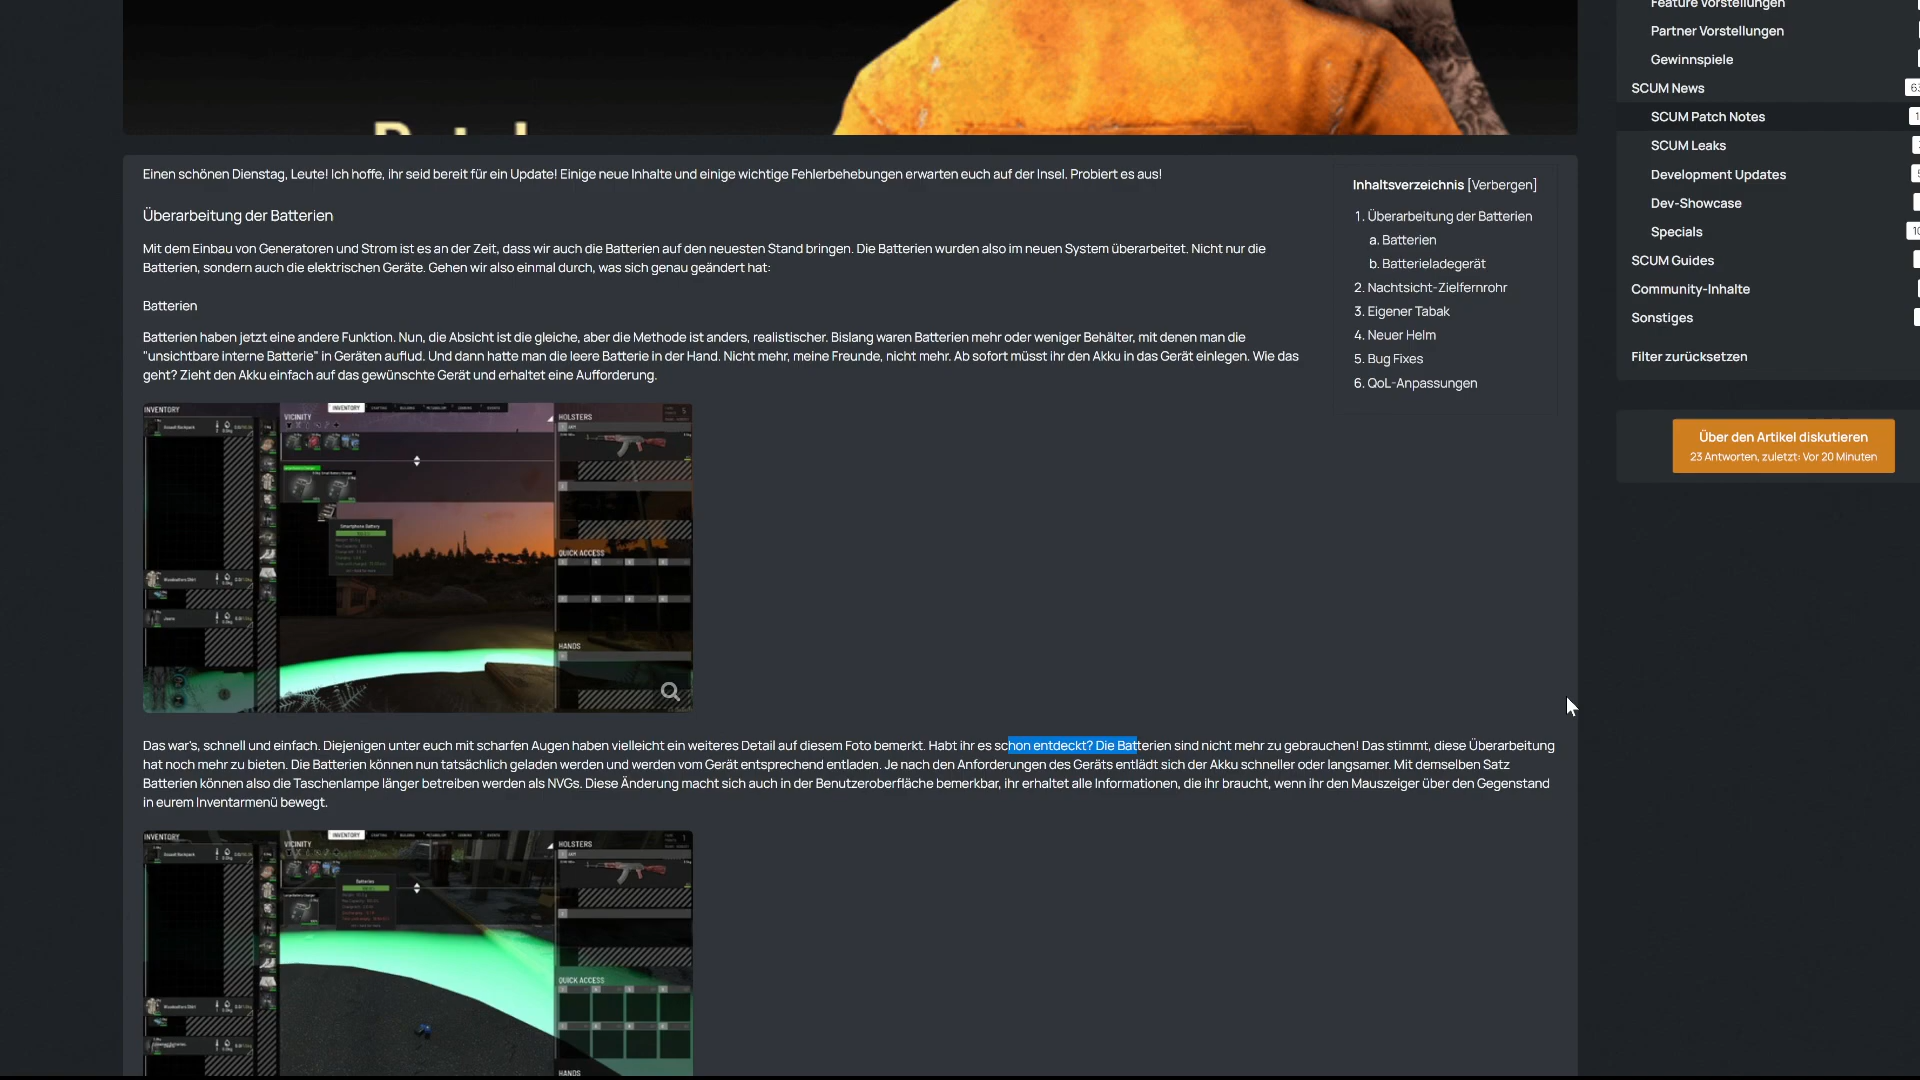 Feature Vorstellungen
Partner Vorstellungen
Gewinnspiele
SCUM News
SCUM Patch Notes
SCUM Leaks
Development Updates
Dev-Showcase
Specials
SCUM Guides
Community-Inhalte
Sonstiges
Filter zurücksetzen
Über den Artikel diskutieren
23 Antworten, zuletzt: Vor 20 Minuten
Einen schönen Dienstag, Leute! Ich hoffe, ihr seid bereit für ein Update! Einige neue Inhalte und einige wichtige Fehlerbehebungen erwarten euch auf der Insel. Probiert es aus!
Inhaltsverzeichnis [Verbergen]
1. Überarbeitung der Batterien
a. Batterien
b. Batterieladegerät
2. Nachtsicht-Zielfernrohr
3. Eigener Tabak
4. Neuer Helm
5. Bug Fixes
6. QoL-Anpassungen
Überarbeitung der Batterien
Mit dem Einbau von Generatoren und Strom ist es an der Zeit, dass wir auch die Batterien auf den neuesten Stand bringen. Die Batterien wurden also im neuen System überarbeitet. Nicht nur die
Batterien, sondern auch die elektrischen Geräte. Gehen wir also einmal durch, was sich genau geändert hat:
Batterien
Batterien haben jetzt eine andere Funktion. Nun, die Absicht ist die gleiche, aber die Methode ist anders, realistischer. Bislang waren Batterien mehr oder weniger Behälter, mit denen man die
"unsichtbare interne Batterie" in Geräten auflud. Und dann hatte man die leere Batterie in der Hand. Nicht mehr, meine Freunde, nicht mehr. Ab sofort müsst ihr den Akku in das Gerät einlegen. Wie das
geht? Zieht den Akku einfach auf das gewünschte Gerät und erhaltet eine Aufforderung.
INVENTORY
INVENTORY
VICINITY
HOLSTERS
Smartphone Battery
QUICK ACCESS
HANDS
Das war's, schnell und einfach. Diejenigen unter euch mit scharfen Augen haben vielleicht ein weiteres Detail auf diesem Foto bemerkt. Habt ihr es schon entdeckt? Die Batterien sind nicht mehr zu gebrauchen! Das stimmt, diese Überarbeitung
hat noch mehr zu bieten. Die Batterien können nun tatsächlich geladen werden und werden vom Gerät entsprechend entladen. Je nach den Anforderungen des Geräts entlädt sich der Akku schneller oder langsamer. Mit demselben Satz
Batterien können also die Taschenlampe länger betreiben werden als NVGs. Diese Änderung macht sich auch in der Benutzeroberfläche bemerkbar, ihr erhaltet alle Informationen, die ihr braucht, wenn ihr den Mauszeiger über den Gegenstand
in eurem Inventarmenü bewegt.
INVENTORY
INVENTORY
VICINITY
HOLSTERS
Batteries
QUICK ACCESS
HANDS